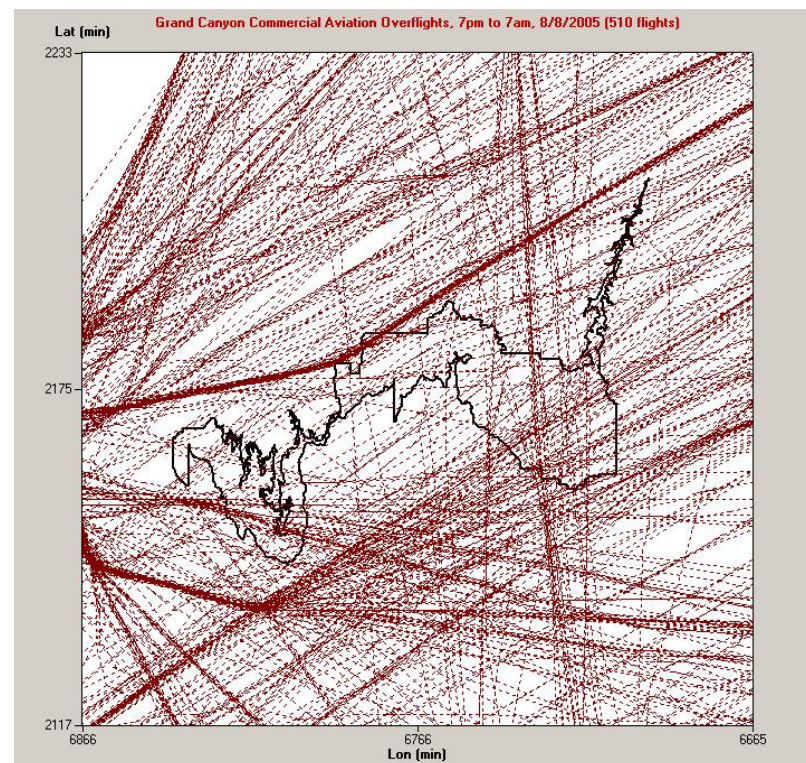 Grand Canyon Commercial Aviation Overflights, 7pm to 7am, 8/8/2005 (510 flights)
Lat (min)
2233
2175
2117
6866
6766
6665
Lon (min)